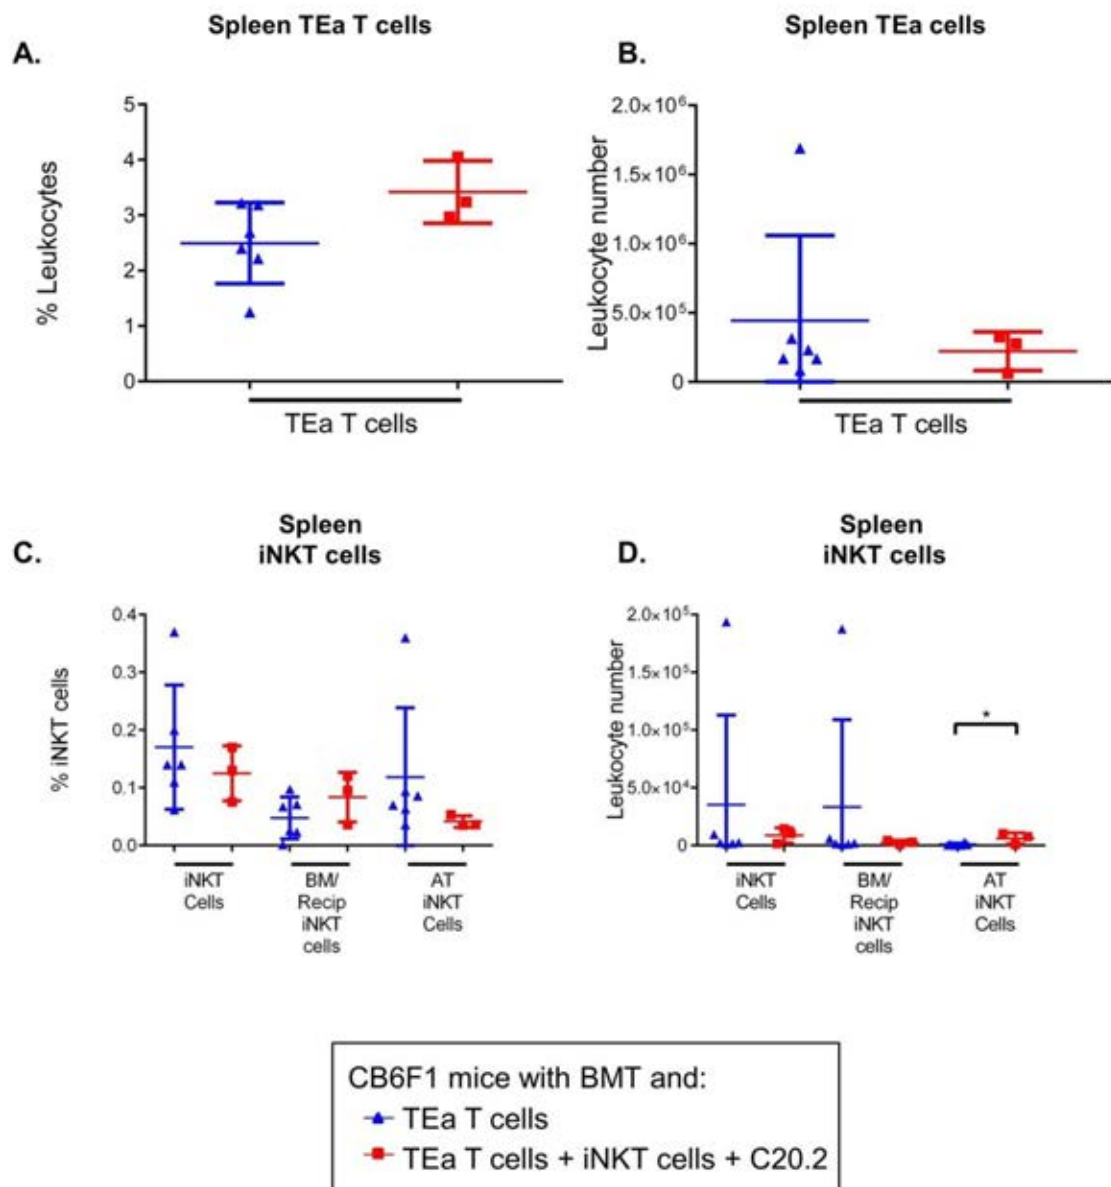 Spleen TEa T cells
A.
% Leukocytes
5
4
3
2
1
0
TEa T cells
Spleen TEa cells
B.
Leukocyte number
2.0×10⁶
1.5×10⁶
1.0×10⁶
5.0×10⁵
0
TEa T cells
Spleen
iNKT cells
C.
% iNKT cells
0.4
0.3
0.2
0.1
0.0
iNKT
Cells
BM/
Recip
iNKT
cells
AT
iNKT
Cells
Spleen
iNKT cells
D.
Leukocyte number
2.0×10⁵
1.5×10⁵
1.0×10⁵
5.0×10⁴
0
*
iNKT
Cells
BM/
Recip
iNKT
cells
AT
iNKT
Cells
CB6F1 mice with BMT and:
TEa T cells
TEa T cells + iNKT cells + C20.2